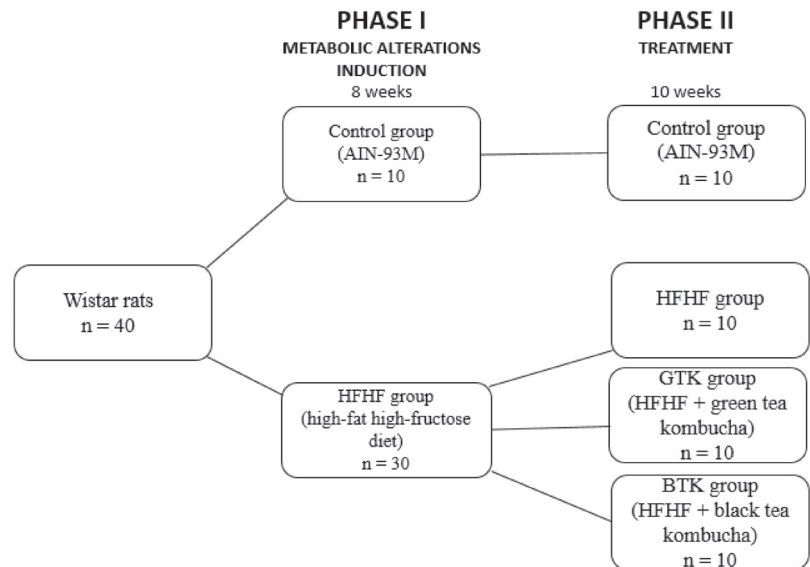 PHASE I
METABOLIC ALTERATIONS
INDUCTION
8 weeks
PHASE II
TREATMENT
10 weeks
Control group
(AIN-93M)
n = 10
Control group
(AIN-93M)
n = 10
Wistar rats
n = 40
HFHF group
(high-fat high-fructose
diet)
n = 30
HFHF group
n = 10
GTK group
(HFHF + green tea
kombucha)
n = 10
BTK group
(HFHF + black tea
kombucha)
n = 10